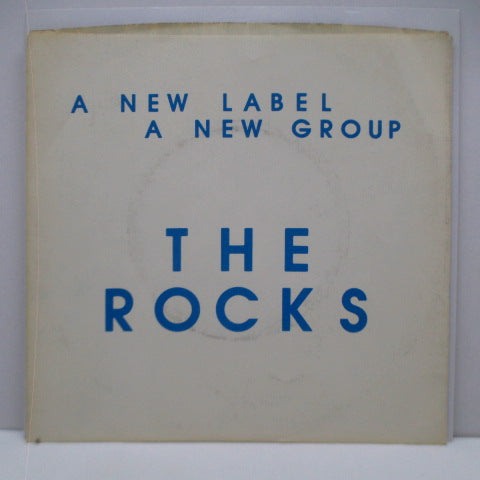 A NEW LABEL
A NEW GROUP
THE
ROCKS